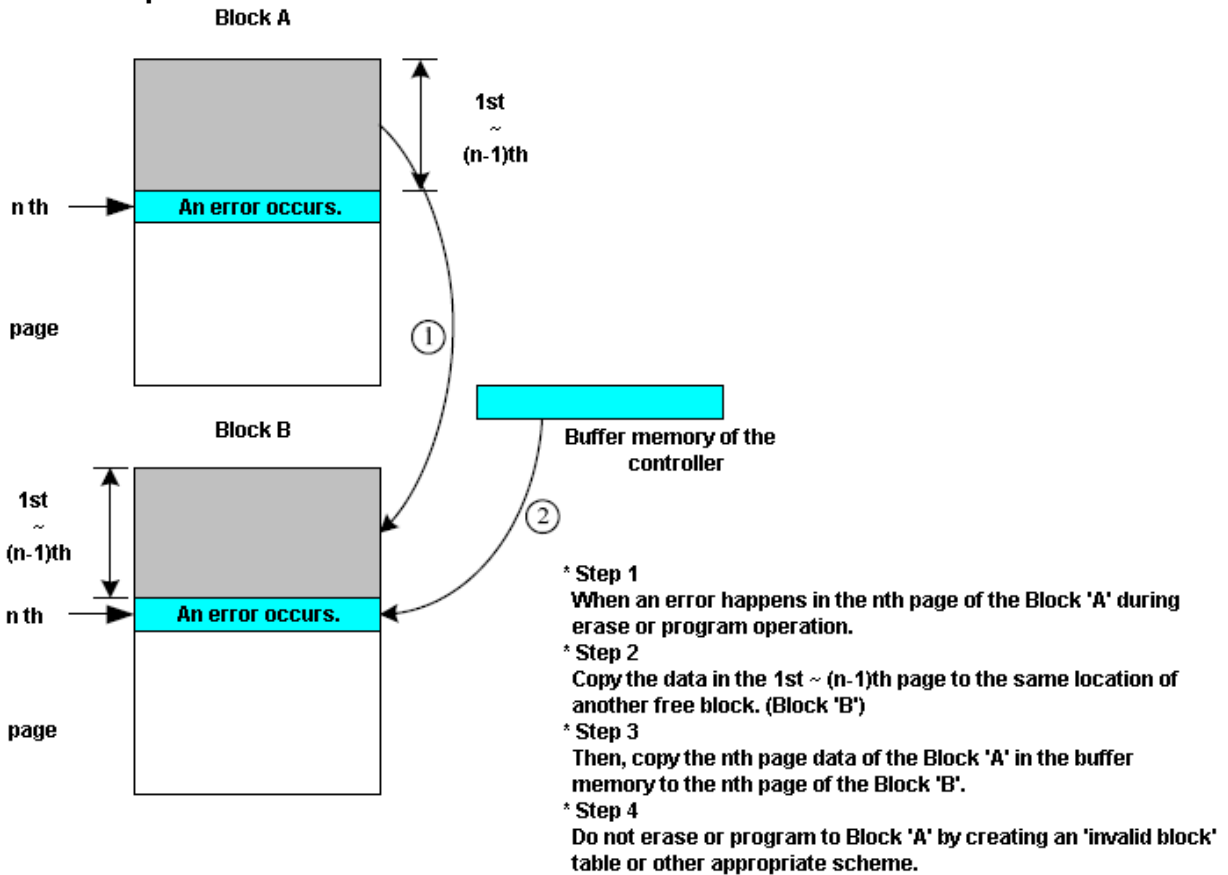 Block A
1st
~
(n-1)th
n th
An error occurs.
page
1
Block B
Buffer memory of the
controller
1st
~
(n-1)th
2
n th
An error occurs.
page
* Step 1
When an error happens in the nth page of the Block 'A' during
erase or program operation.
* Step 2
Copy the data in the 1st ~ (n-1)th page to the same location of
another free block. (Block 'B')
* Step 3
Then, copy the nth page data of the Block 'A' in the buffer
memory to the nth page of the Block 'B'.
* Step 4
Do not erase or program to Block 'A' by creating an 'invalid block'
table or other appropriate scheme.